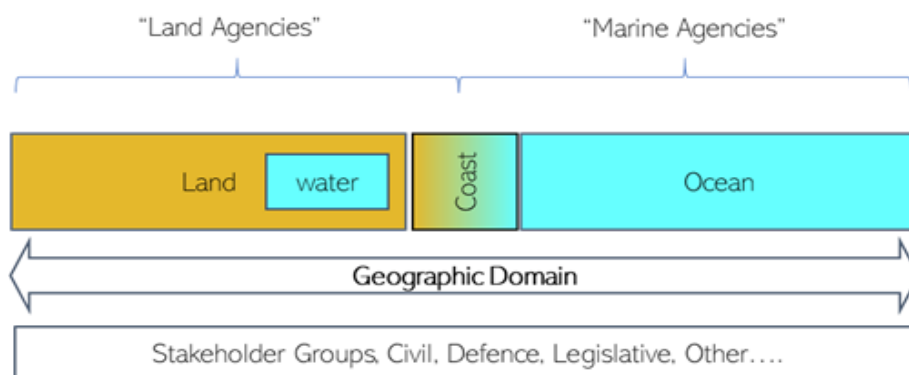 “Land Agencies” “Marine Agencies”
Land water Coast Ocean
Geographic Domain
Stakeholder Groups, Civil, Defence, Legislative, Other....